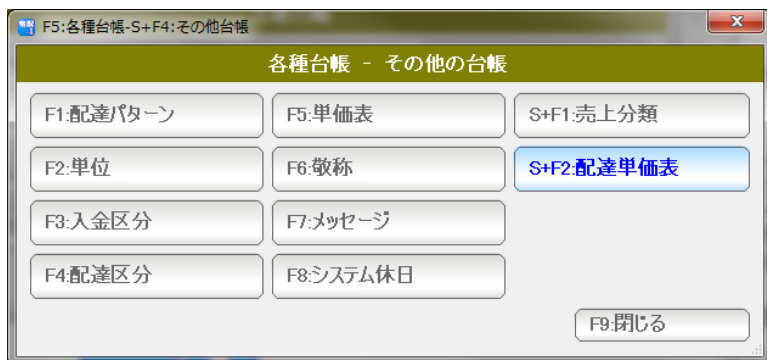 F5:各種台帳-S+F4:その他台帳
各種台帳 - その他の台帳
F1:配達パターン
F5:単価表
S+F1:売上分類
F2:単位
F6:敬称
S+F2:配達単価表
F3:入金区分
F7:メッセージ
F4:配達区分
F8:システム休日
F9:閉じる